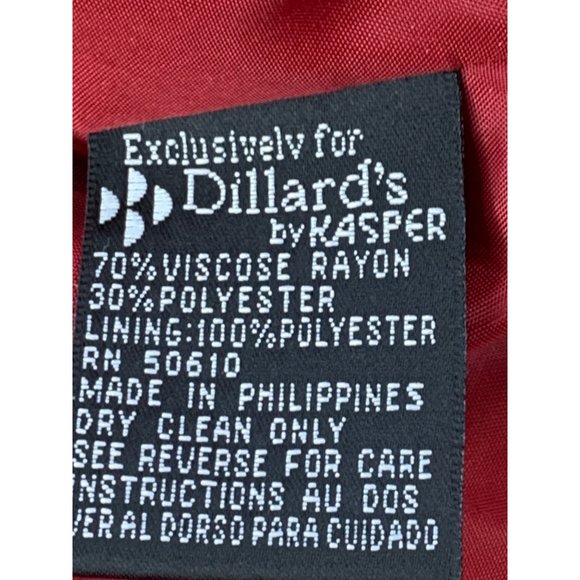 Exclusively for
Dillard's
by KASPER
70% VISCOSE RAYON
30% POLYESTER
LINING:100% POLYESTER
RN 50610
MADE IN PHILIPPINES
DRY CLEAN ONLY
SEE REVERSE FOR CARE
INSTRUCTIONS AU DOS
VER AL DORSO PARA CUIDADO